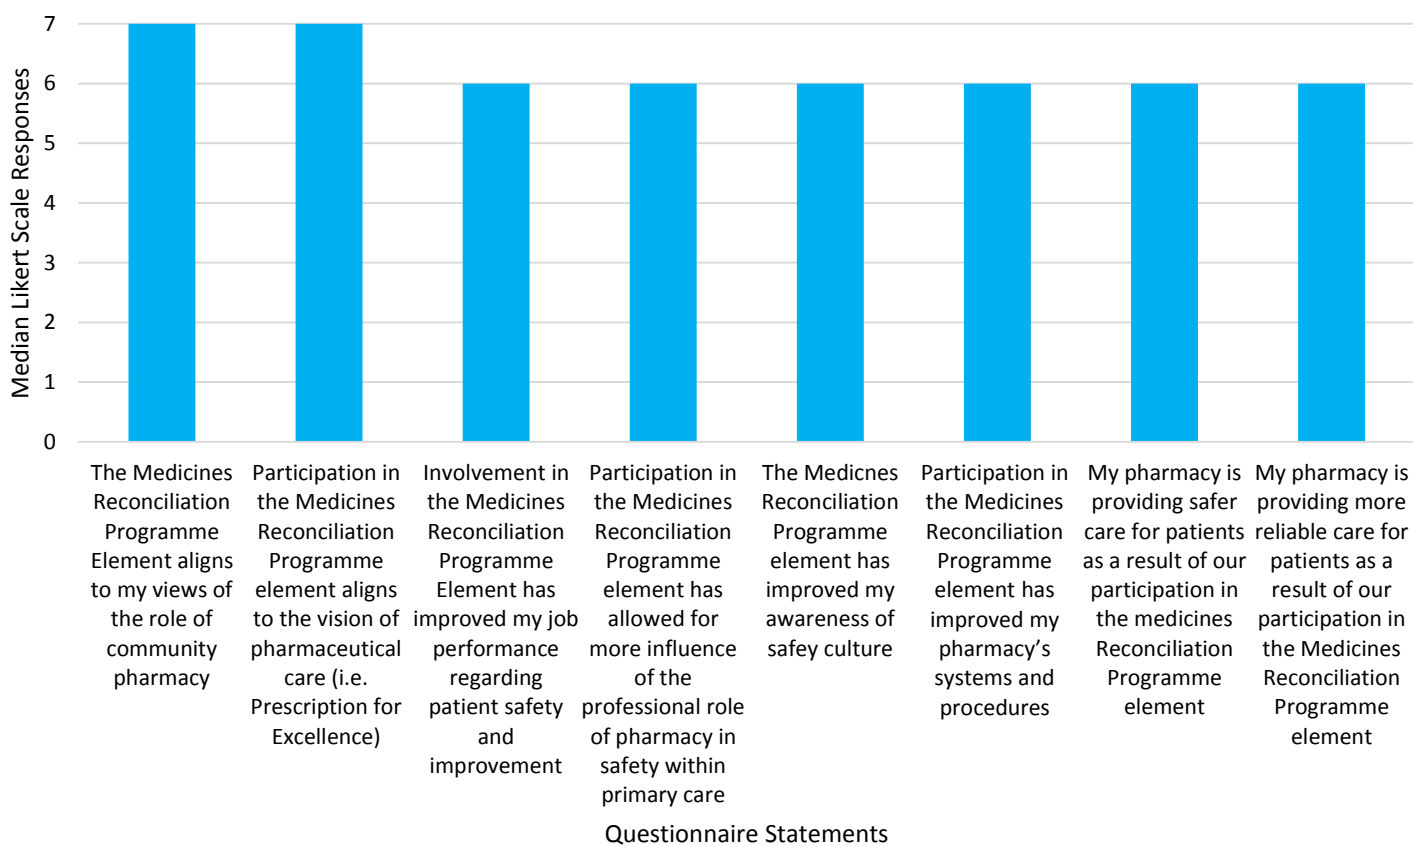 Median Likert Scale Responses
7
6
5
4
3
2
1
0
The Medicines
Reconciliation
Programme
Element aligns
to my views of
the role of
community
pharmacy
Participation in
the Medicines
Reconciliation
Programme
element aligns
to the vision of
pharmaceutical
care (i.e.
Prescription for
Excellence)
Involvement in
the Medicines
Reconciliation
Programme
Element has
improved my job
performance
regarding
patient safety
and
improvement
Participation in
the Medicines
Reconciliation
Programme
element has
allowed for
more influence
of the
professional role
of pharmacy in
safety within
primary care
The Medicnes
Reconciliation
Programme
element has
improved my
awareness of
safey culture
Participation in
the Medicines
Reconciliation
Programme
element has
improved my
pharmacy’s
systems and
procedures
My pharmacy is
providing safer
care for patients
as a result of our
participation in
the medicines
Reconciliation
Programme
element
My pharmacy is
providing more
reliable care for
patients as a
result of our
participation in
the Medicines
Reconciliation
Programme
element
Questionnaire Statements